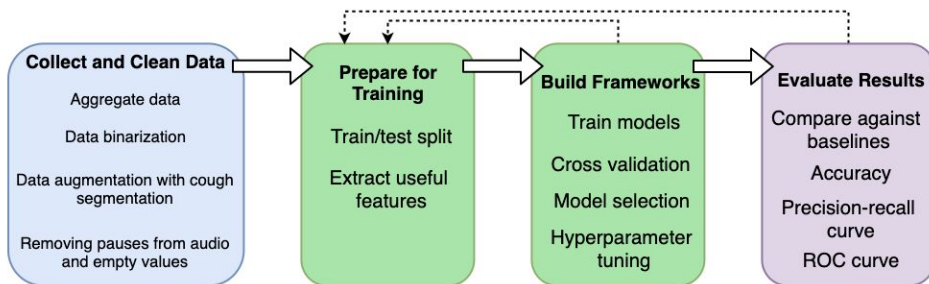 Collect and Clean Data
Aggregate data
Data binarization
Data augmentation with cough
segmentation
Removing pauses from audio
and empty values
Prepare for
Training
Train/test split
Extract useful
features
Build Frameworks
Train models
Cross validation
Model selection
Hyperparameter
tuning
Evaluate Results
Compare against
baselines
Accuracy
Precision-recall
curve
ROC curve